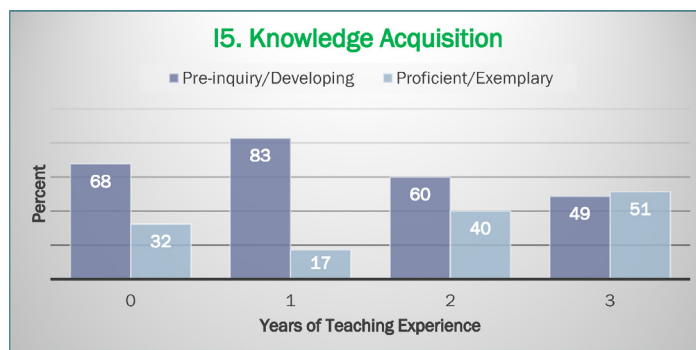 I5. Knowledge Acquisition
Pre-inquiry/Developing Proficient/Exemplary
Percent
68 32 83 17 60 40 49 51
0 1 2 3
Years of Teaching Experience